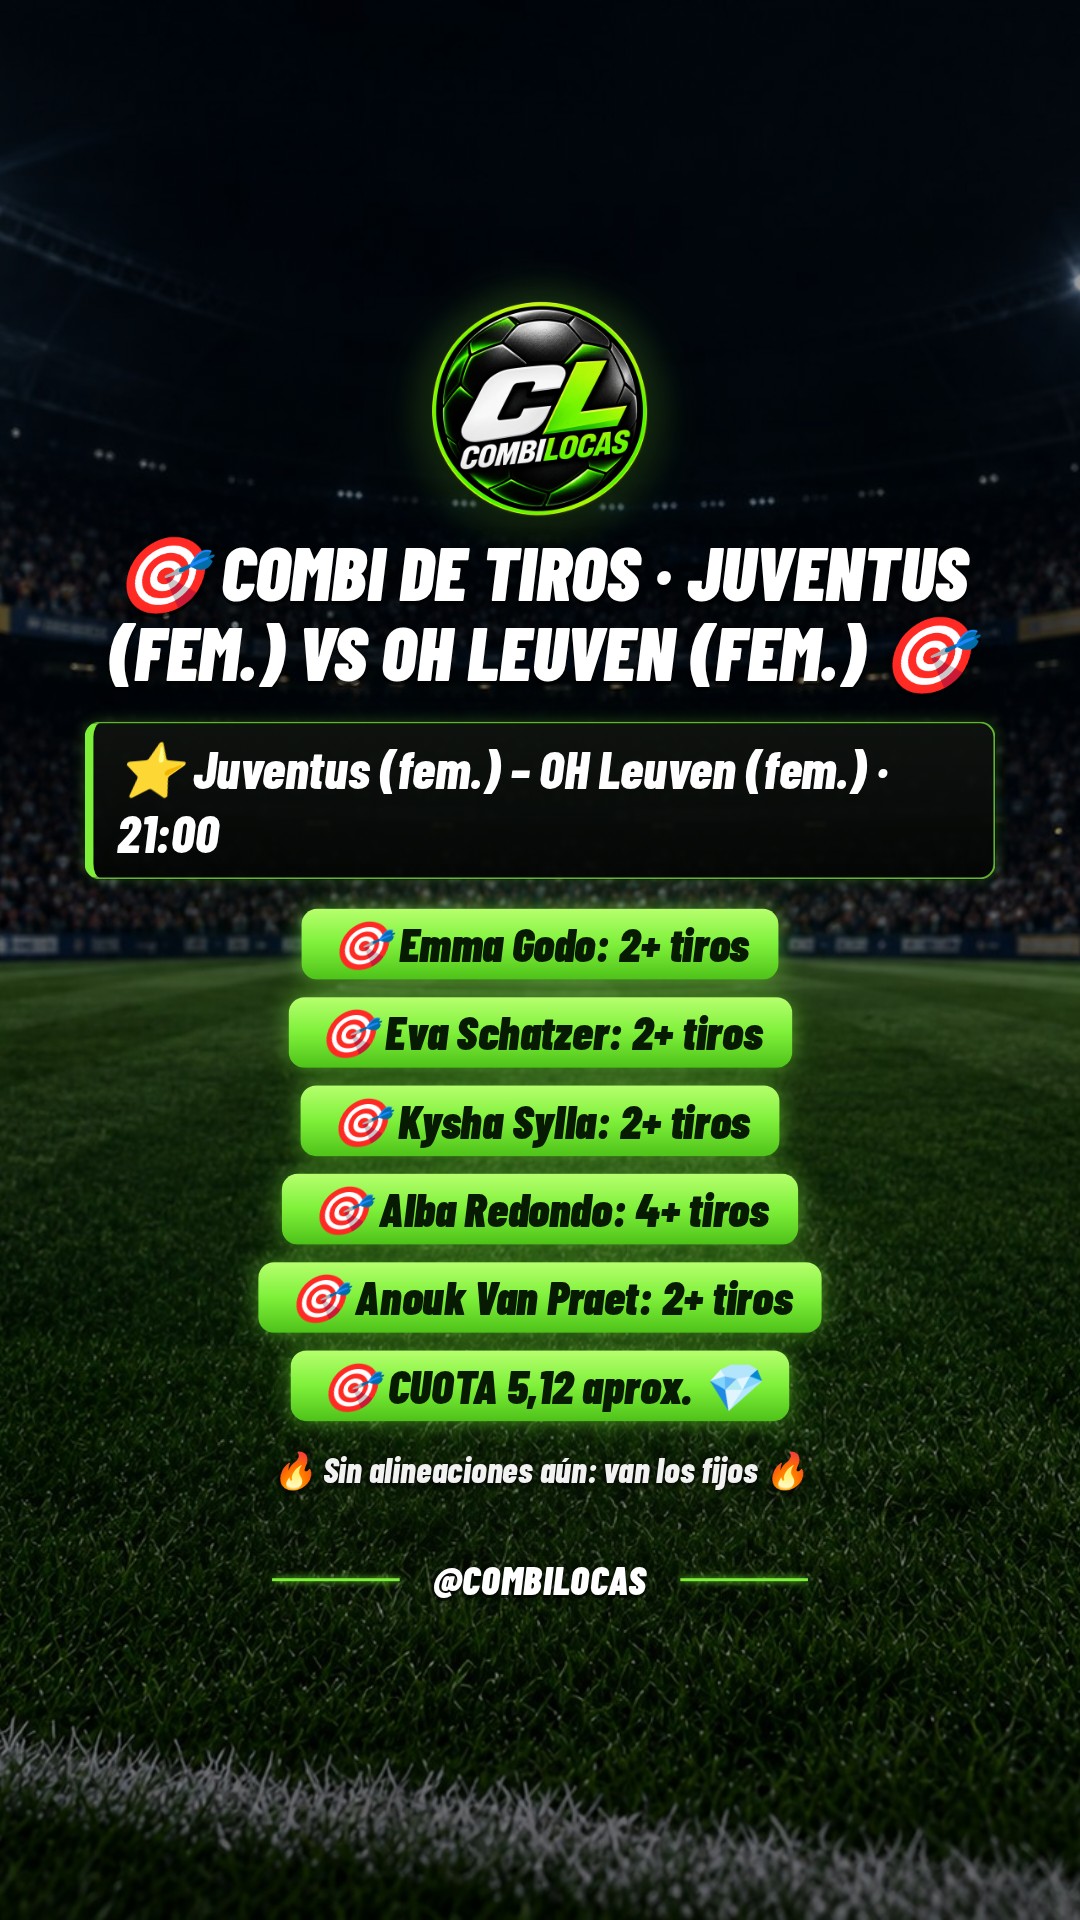 CL
COMBILOCAS
🎯 COMBI DE TIROS · JUVENTUS
(FEM.) VS OH LEUVEN (FEM.) 🎯
⭐ Juventus (fem.) – OH Leuven (fem.) ·
21:00
🎯 Emma Godo: 2+ tiros
🎯 Eva Schatzer: 2+ tiros
🎯 Kysha Sylla: 2+ tiros
🎯 Alba Redondo: 4+ tiros
🎯 Anouk Van Praet: 2+ tiros
🎯 CUOTA 5,12 aprox. 💎
🔥 Sin alineaciones aún: van los fijos 🔥
@COMBILOCAS